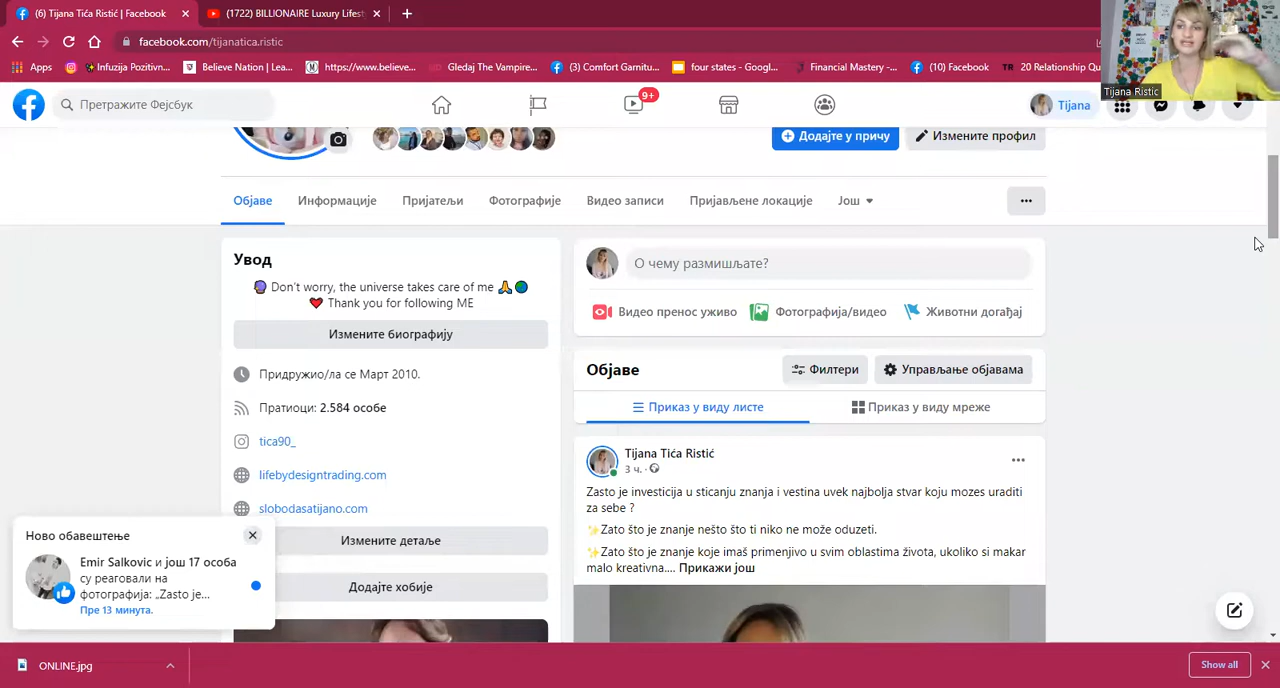 (6) Tijana Tića Ristić | Facebook
(1722) BILLIONAIRE Luxury Lifest
facebook.com/tijanatica.ristic
Apps
Infuzija Pozitivn...
Believe Nation | Lea...
https://www.believe...
Gledaj The Vampire...
(3) Comfort Garnitu...
four states - Googl...
Financial Mastery -...
(10) Facebook
20 Relationship Qu
Tijana Ristic
Претражите Фејсбук
9+
Tijana
Додајте у причу
Измените профил
Објаве
Информације
Пријатељи
Фотографије
Видео записи
Пријављене локације
Још
Увод
Don't worry, the universe takes care of me
Thank you for following ME
Измените биографију
Придружио/ла се Март 2010.
Пратиоци: 2.584 особе
tica90_
lifebydesigntrading.com
slobodasatijano.com
Измените детаље
Додајте хобије
О чему размишљате?
Видео пренос уживо
Фотографија/видео
Животни догађај
Објаве
Филтери
Управљање објавама
Приказ у виду листе
Приказ у виду мреже
Tijana Tića Ristić
3 ч.
Zasto je investicija u sticanju znanja i vestina uvek najbolja stvar koju mozes uraditi
za sebe ?
✨Zato što je znanje nešto što ti niko ne može oduzeti.
✨Zato što je znanje koje imaš primenjivo u svim oblastima života, ukoliko si makar
malo kreativna.... Прикажи још
Ново обавештење
Emir Salkovic и још 17 особа
су реаговали на
фотографија: „Zasto je...
Пре 13 минута.
ONLINE.jpg
Show all